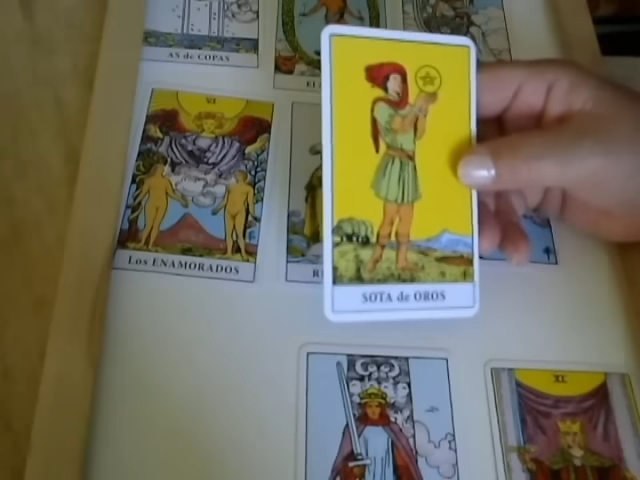 AS de COPAS
VI
Los ENAMORADOS
SOTA de OROS
XI